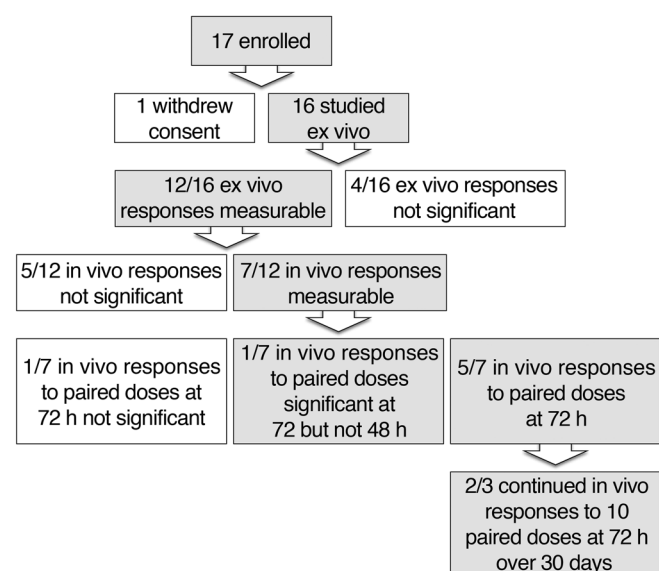 17 enrolled
1 withdrew
consent
16 studied
ex vivo
12/16 ex vivo
responses measurable
4/16 ex vivo responses
not significant
5/12 in vivo responses
not significant
7/12 in vivo responses
measurable
1/7 in vivo responses
to paired doses at
72 h not significant
1/7 in vivo responses
to paired doses
significant at
72 but not 48 h
5/7 in vivo responses
to paired doses
at 72 h
2/3 continued in vivo
responses to 10
paired doses at 72 h
over 30 days